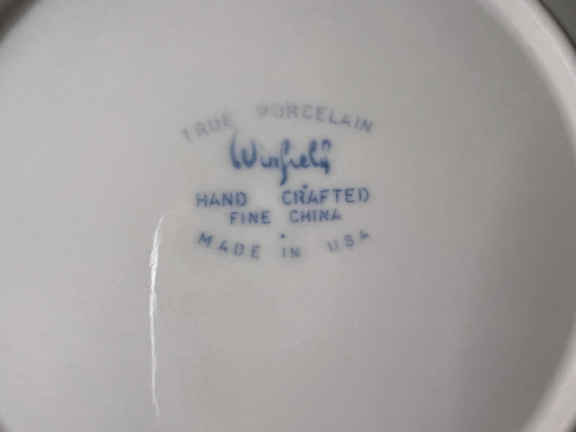 TRUE PORCELAIN
Winfield
HAND CRAFTED
FINE CHINA
MADE IN USA